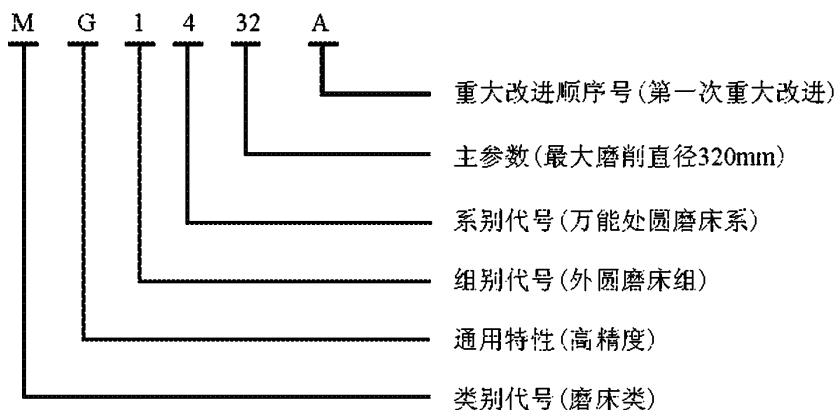 M G 1 4 32 A
重大改进顺序号(第一次重大改进)
主参数(最大磨削直径320mm)
系别代号(万能处圆磨床系)
组别代号(外圆磨床组)
通用特性(高精度)
类别代号(磨床类)